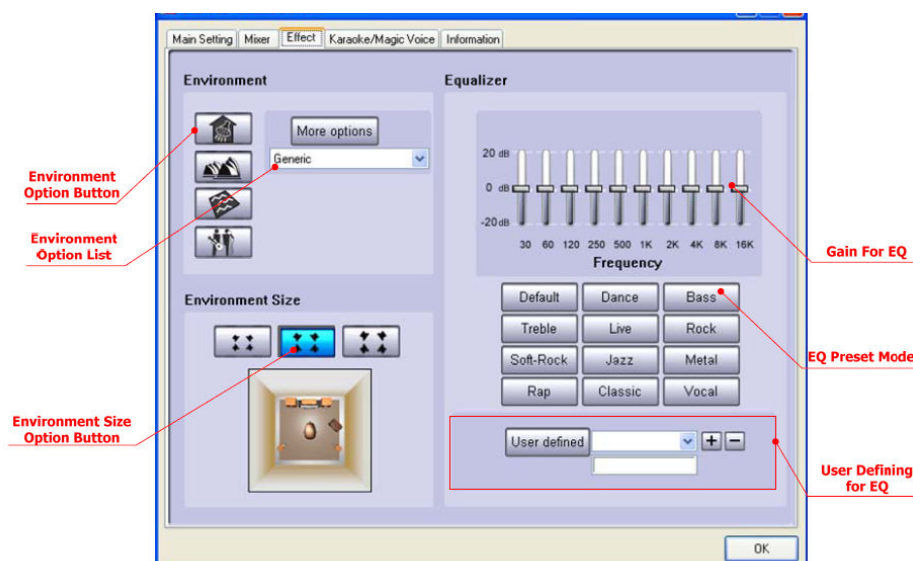 Main Setting Mixer Effect Karaoke/Magic Voice Information
Environment
More options
Generic
Environment
Option Button
Environment
Option List
Environment Size
Environment Size
Option Button
Equalizer
20 dB
0 dB
-20 dB
30 60 120 250 500 1K 2K 4K 8K 16K
Frequency
Gain For EQ
Default Dance Bass
Treble Live Rock
Soft-Rock Jazz Metal
Rap Classic Vocal
EQ Preset Mode
User defined + −
User Defining
for EQ
OK